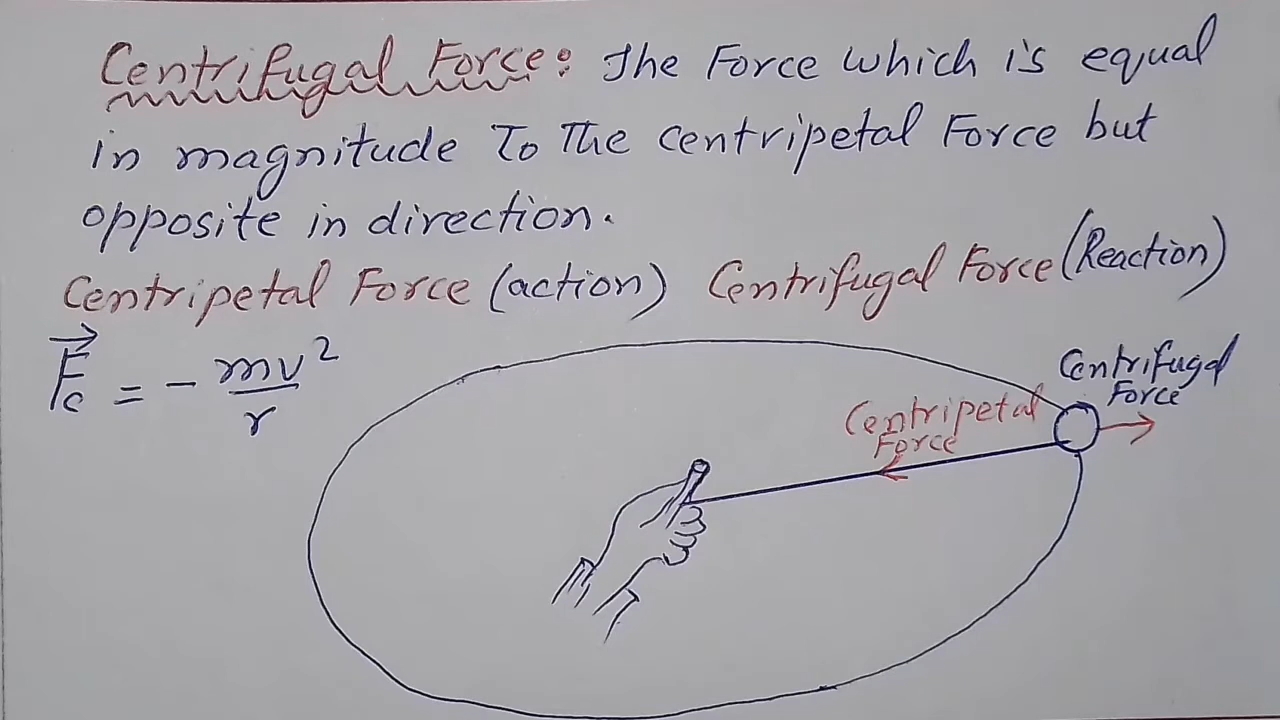 Centrifugal Force: The Force which is equal
in magnitude To The centripetal Force but
opposite in direction.
Centripetal Force (action) Centrifugal Force (Reaction)
F⃗c = - mv²/r
Centrifugal
Force
Centripetal
Force